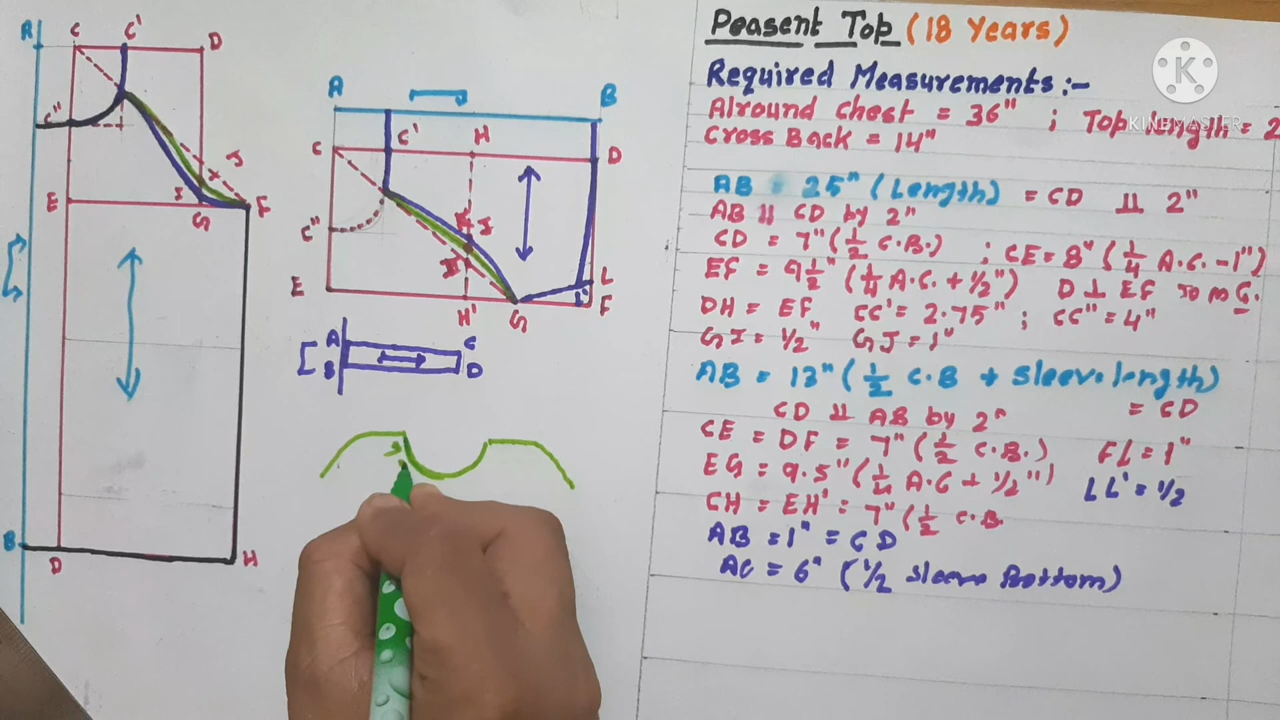 Peasent Top (18 Years)
Required Measurements :-
Alround chest = 36" ; Top length = 2
Cross Back = 14"
AB = 25" (Length) = CD ⊥⊥ 2"
AB || CD by 2"
CD = 7" (1/2 C.B.) ; CE = 8" (1/4 A.C. -1")
EF = 9 1/2" (1/4 A.C. + 1/2") D ⊥ EF to m G.
DH = EF CC' = 2.75" ; CC" = 4"
GI = 1/2" GJ = 1"
AB = 13" (1/2 C.B + Sleeve length)
CD ⊥⊥ AB by 2" = CD
CE = DF = 7" (1/2 C.B.) FL = 1"
EG = 9.5" (1/4 A.C + 1/2") LL' = 1/2
CH = EH' = 7" (1/2 C.B.
AB = 1" = CD
AC = 6" (1/2 Sleeve Bottom)
A C C' D
C"
J
I
E G F
B D H
A B
C C' H D
C"
K J
I
E L
H' G L' F
A C
B D
K
KINEMASTER